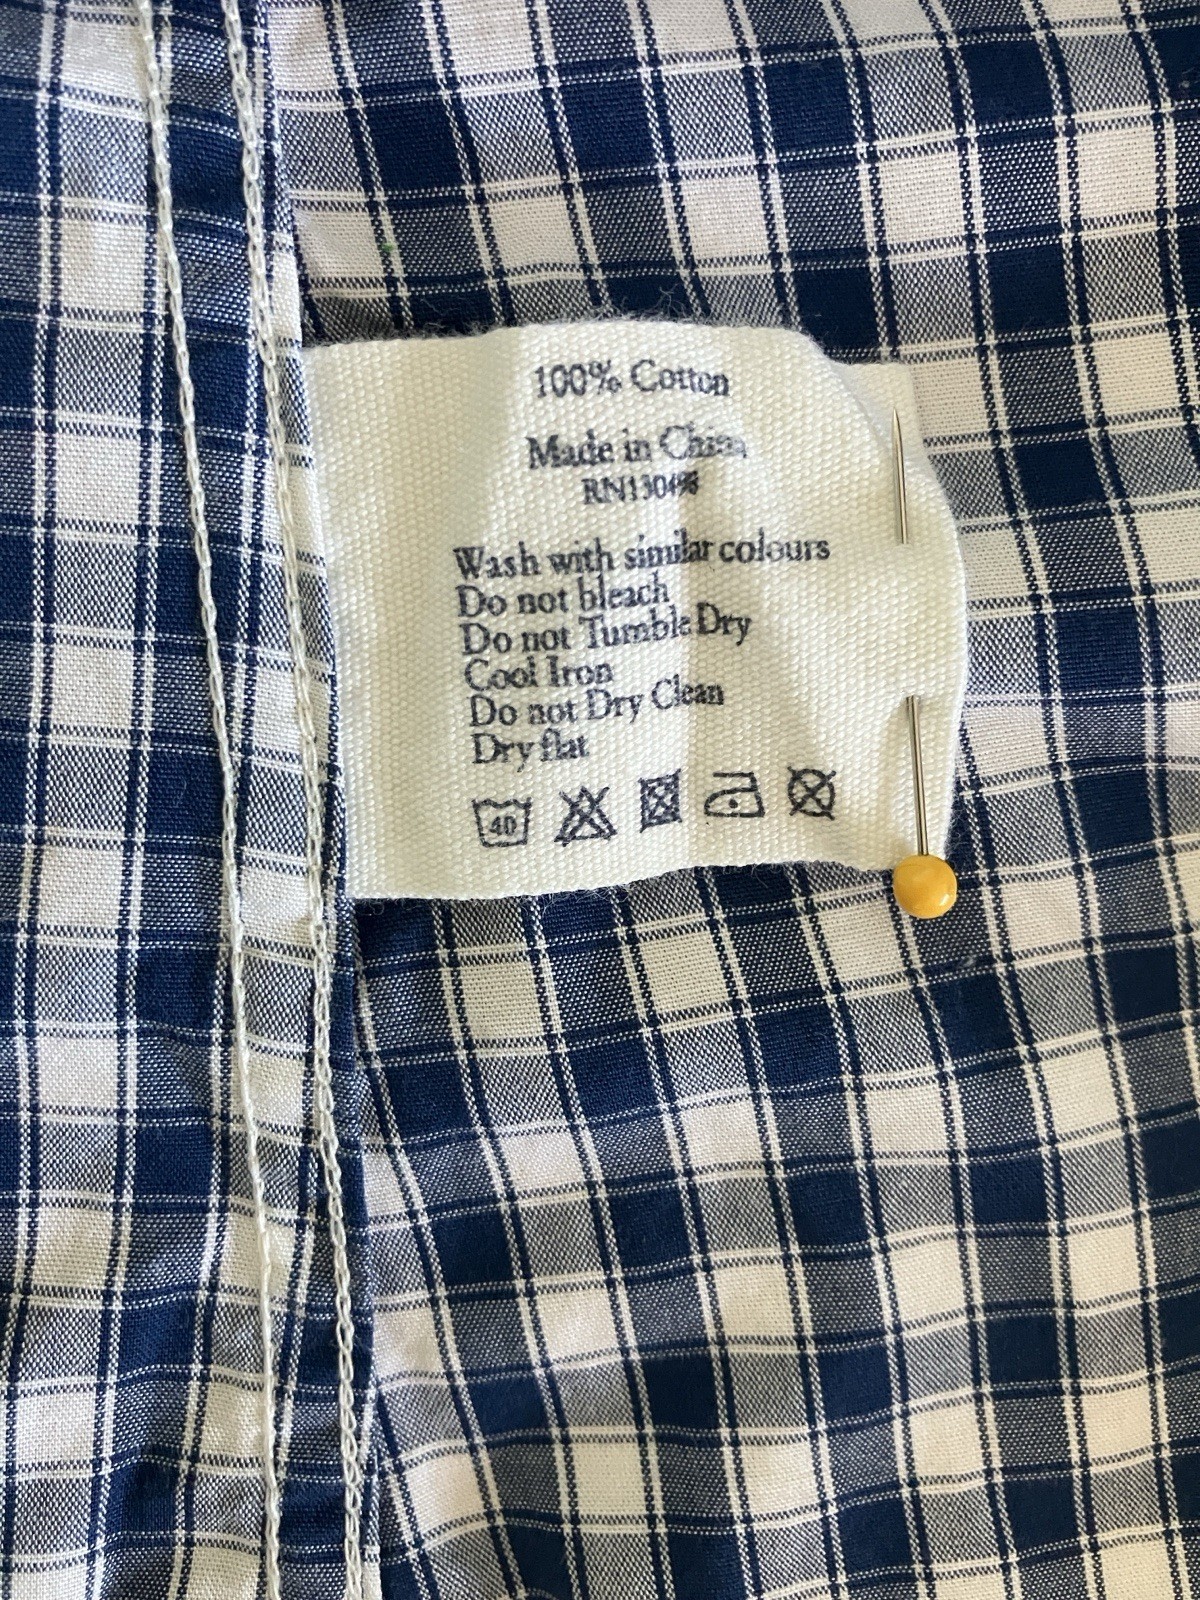 100% Cotton
Made in China
Wash with similar colours
Do not bleach
Do not Tumble Dry
Cool Iron
Do not Dry Clean
Dry flat
40